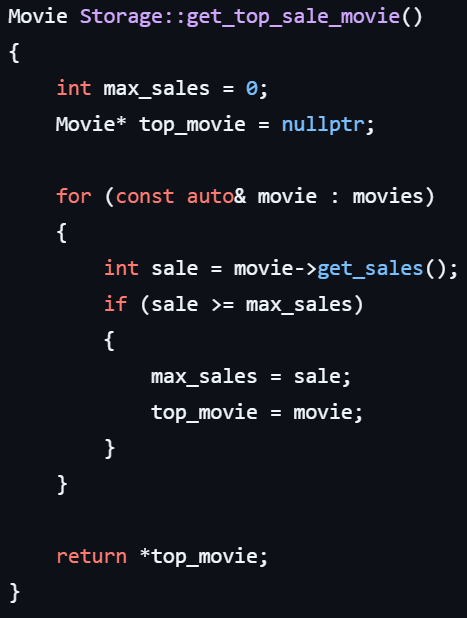 Movie Storage::get_top_sale_movie()
{
    int max_sales = 0;
    Movie* top_movie = nullptr;

    for (const auto& movie : movies)
    {
        int sale = movie->get_sales();
        if (sale >= max_sales)
        {
            max_sales = sale;
            top_movie = movie;
        }
    }

    return *top_movie;
}